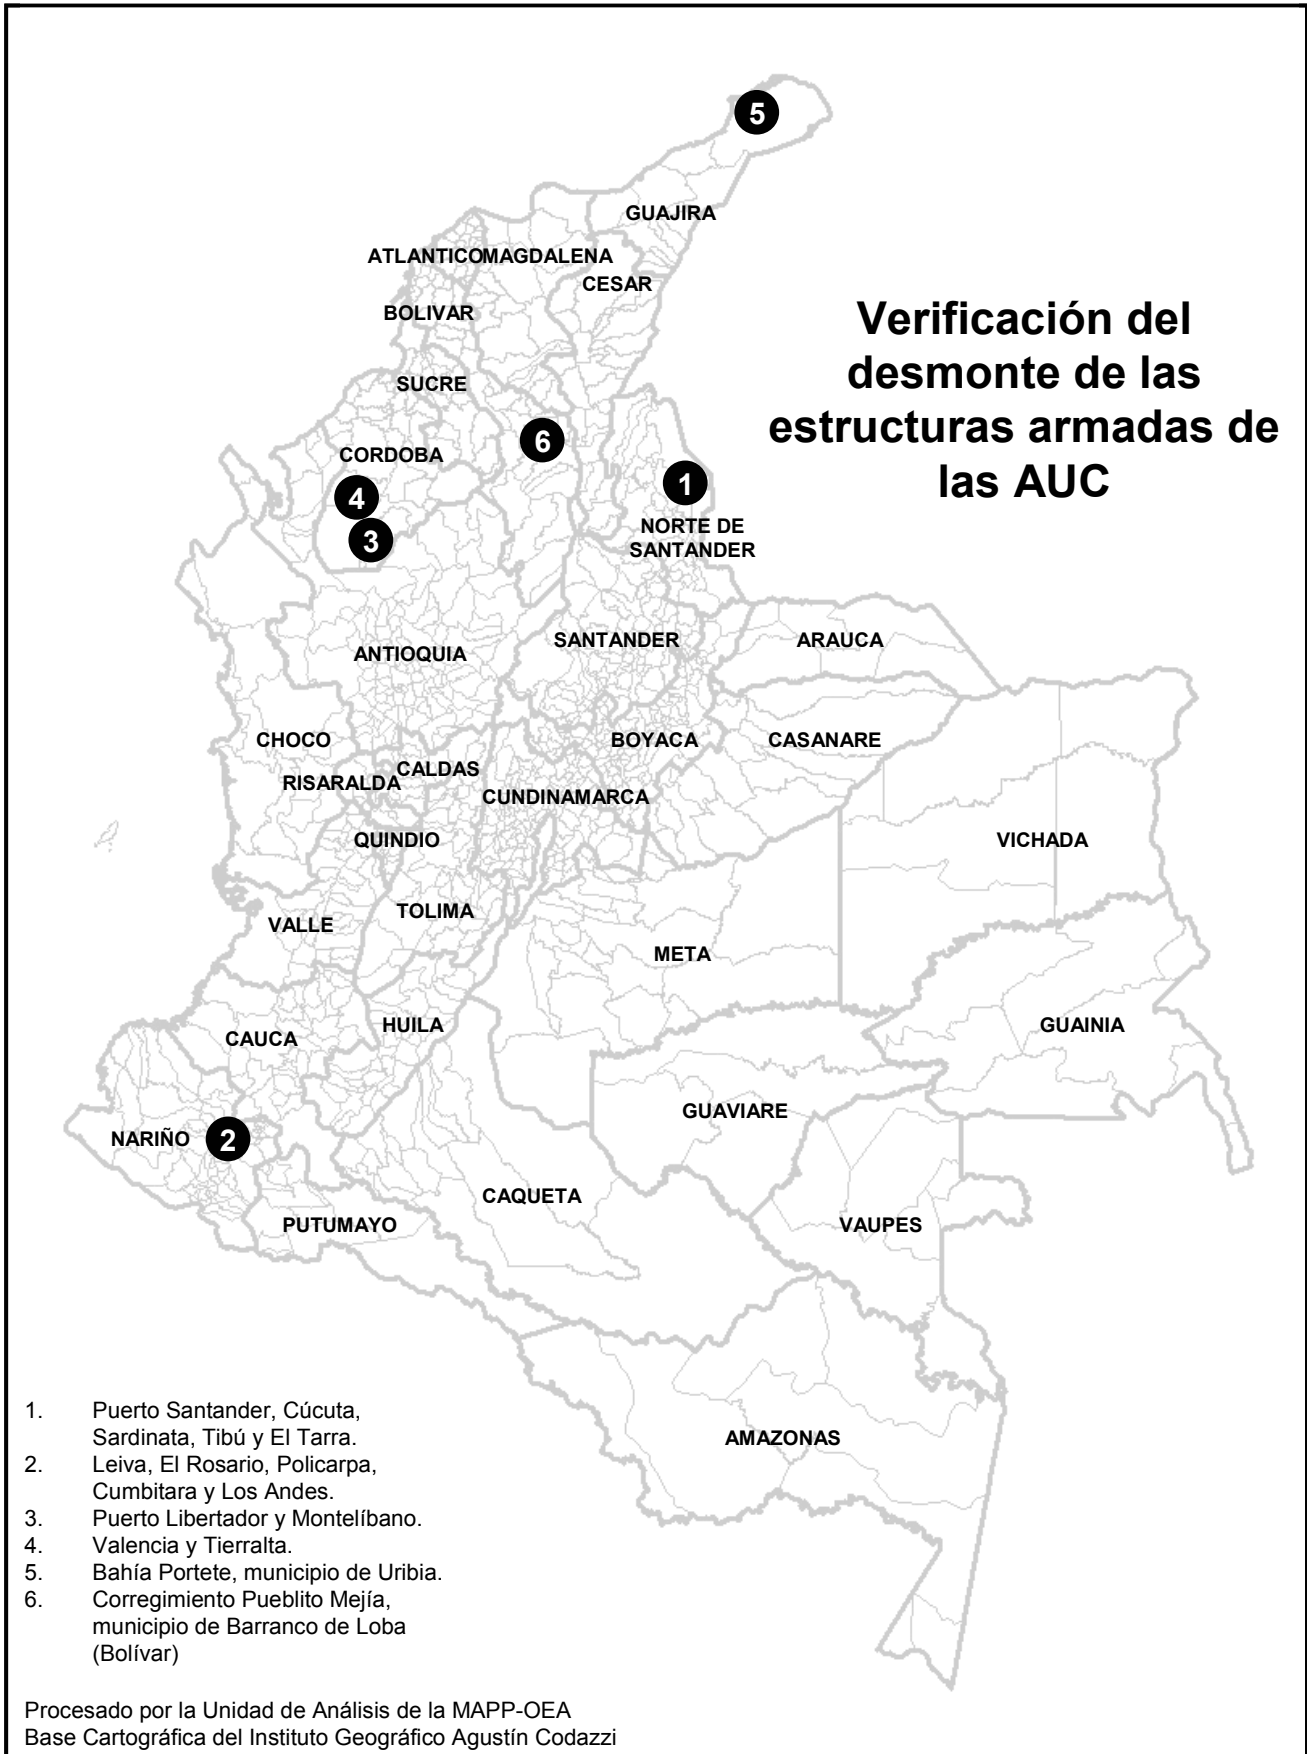 5
GUAJIRA
ATLANTICO
MAGDALENA
CESAR
BOLIVAR
Verificación del
desmonte de las
estructuras armadas de
las AUC
SUCRE
6
CORDOBA
1
4
3
NORTE DE
SANTANDER
SANTANDER
ARAUCA
ANTIOQUIA
CHOCO
BOYACA
CASANARE
CALDAS
RISARALDA
CUNDINAMARCA
QUINDIO
VICHADA
TOLIMA
VALLE
META
HUILA
GUAINIA
CAUCA
GUAVIARE
NARIÑO
2
CAQUETA
PUTUMAYO
VAUPES
AMAZONAS
1. Puerto Santander, Cúcuta,
Sardinata, Tibú y El Tarra.
2. Leiva, El Rosario, Policarpa,
Cumbitara y Los Andes.
3. Puerto Libertador y Montelíbano.
4. Valencia y Tierralta.
5. Bahía Portete, municipio de Uribia.
6. Corregimiento Pueblito Mejía,
municipio de Barranco de Loba
(Bolívar)
Procesado por la Unidad de Análisis de la MAPP-OEA
Base Cartográfica del Instituto Geográfico Agustín Codazzi